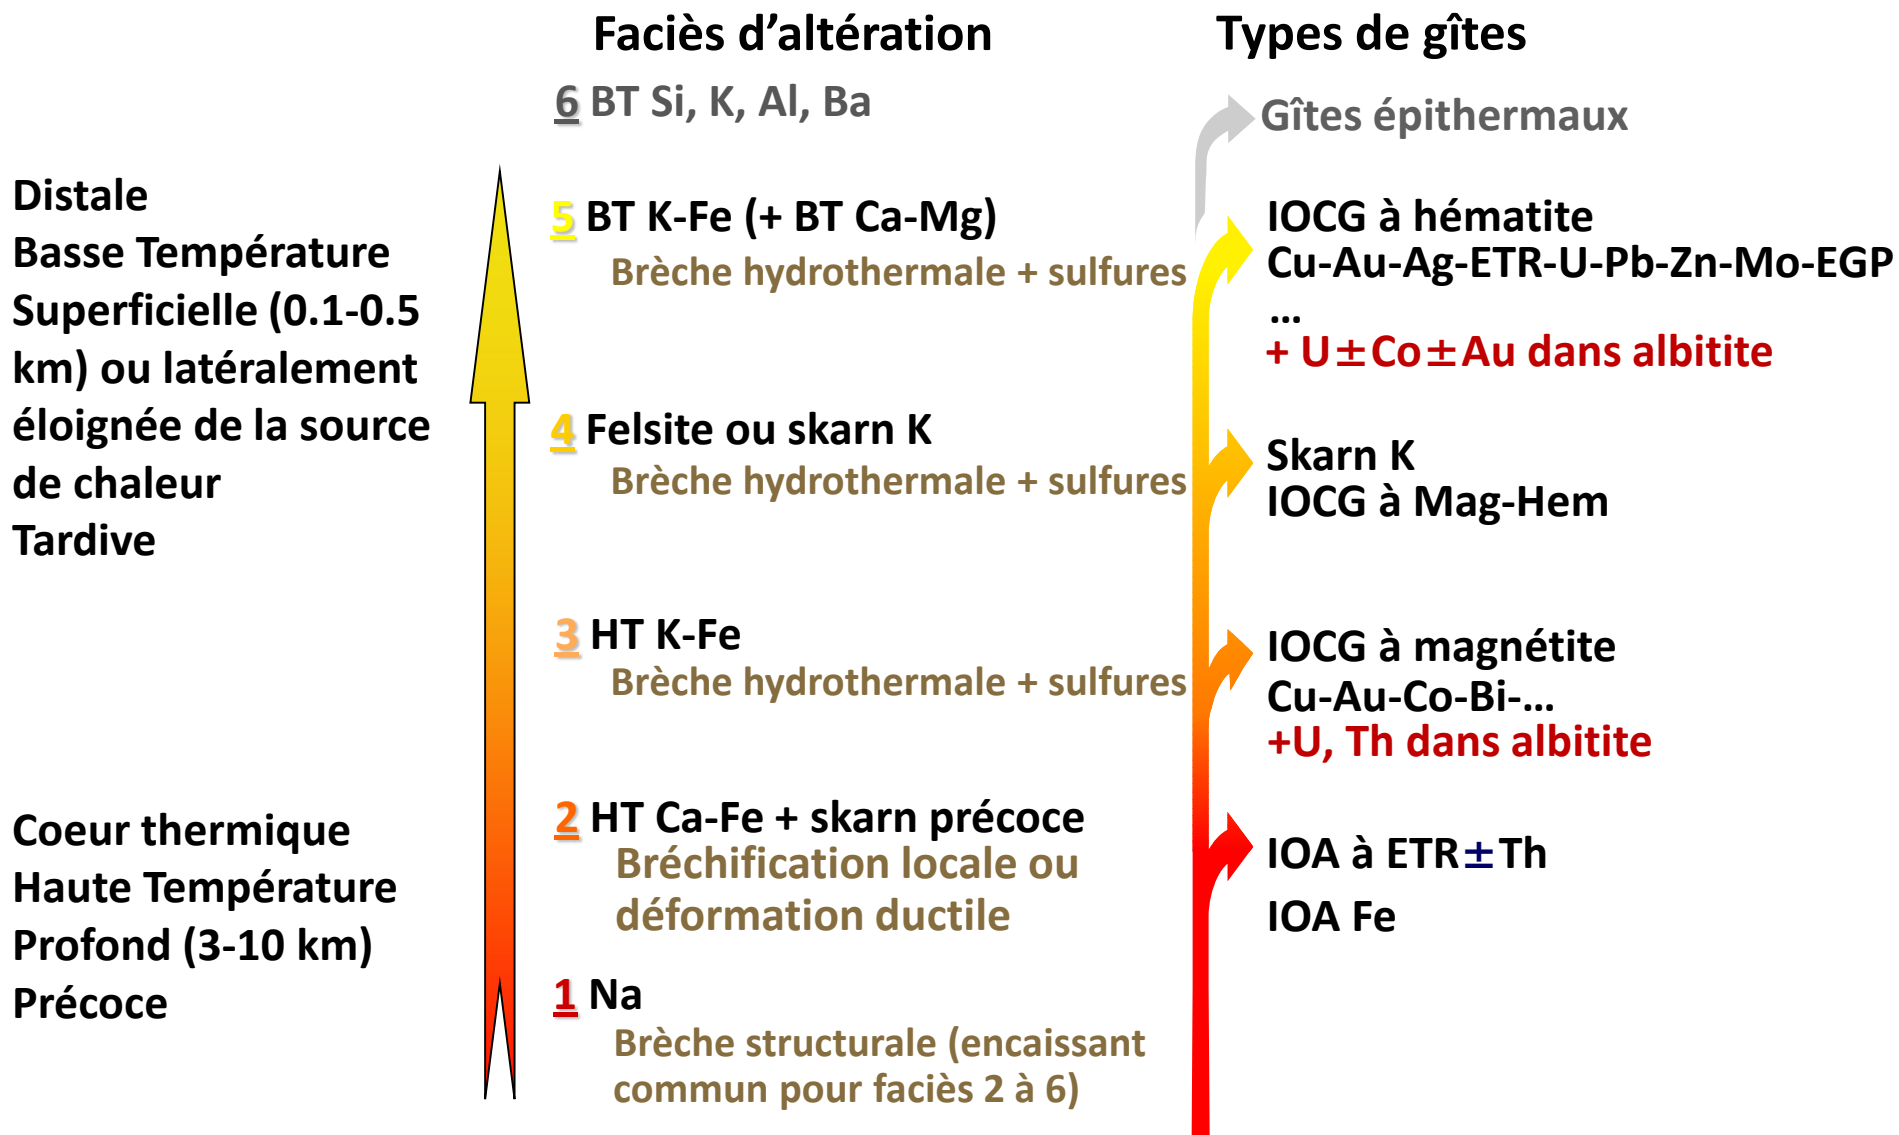 Faciès d’altération
Types de gîtes
6 BT Si, K, Al, Ba
Gîtes épithermaux
Distale
Basse Température
Superficielle (0.1-0.5
km) ou latéralement
éloignée de la source
de chaleur
Tardive
5 BT K-Fe (+ BT Ca-Mg)
Brèche hydrothermale + sulfures
IOCG à hématite
Cu-Au-Ag-ETR-U-Pb-Zn-Mo-EGP
...
+ U±Co±Au dans albitite
4 Felsite ou skarn K
Brèche hydrothermale + sulfures
Skarn K
IOCG à Mag-Hem
3 HT K-Fe
Brèche hydrothermale + sulfures
IOCG à magnétite
Cu-Au-Co-Bi-...
+U, Th dans albitite
Coeur thermique
Haute Température
Profond (3-10 km)
Précoce
2 HT Ca-Fe + skarn précoce
Bréchification locale ou
déformation ductile
IOA à ETR±Th
IOA Fe
1 Na
Brèche structurale (encaissant
commun pour faciès 2 à 6)